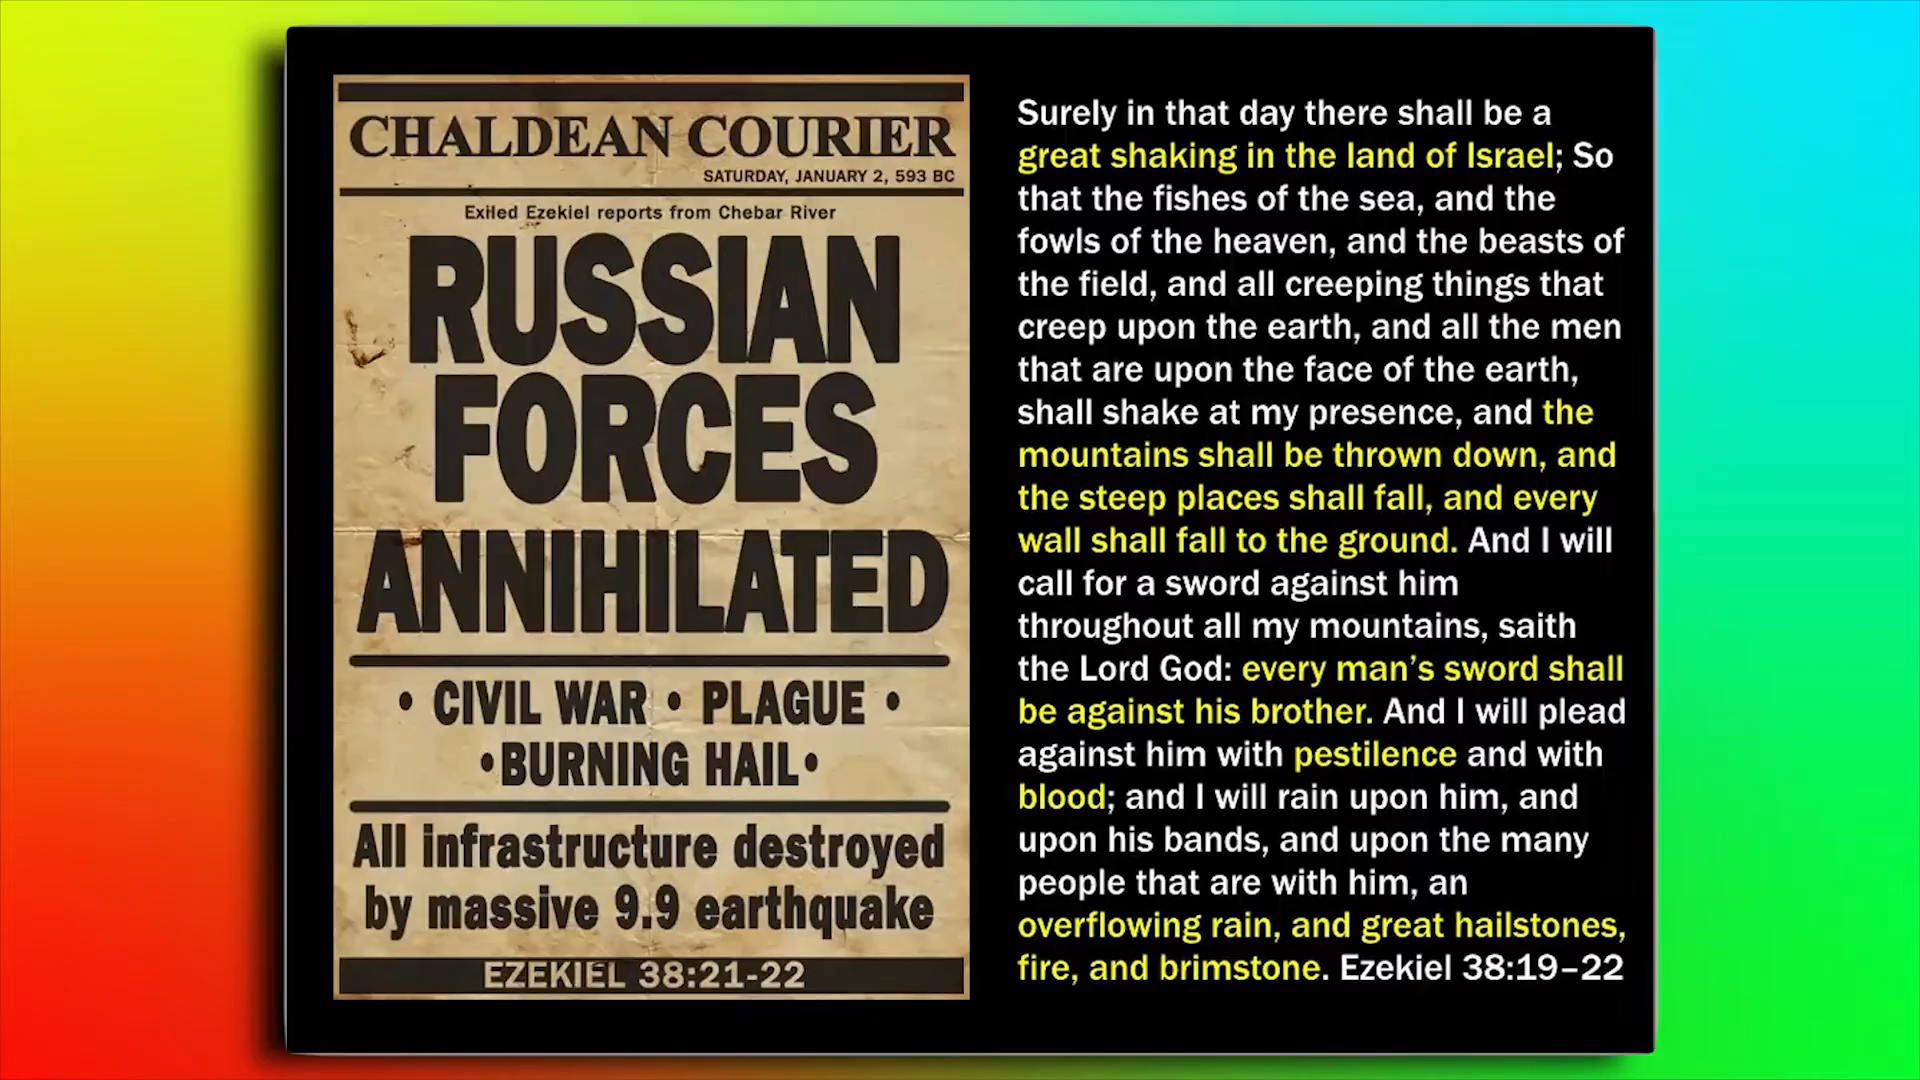 CHALDEAN COURIER
SATURDAY, JANUARY 2, 593 BC
Exiled Ezekiel reports from Chebar River
RUSSIAN
FORCES
ANNIHILATED
• CIVIL WAR • PLAGUE •
•BURNING HAIL•
All infrastructure destroyed
by massive 9.9 earthquake
EZEKIEL 38:21-22
Surely in that day there shall be a
great shaking in the land of Israel; So
that the fishes of the sea, and the
fowls of the heaven, and the beasts of
the field, and all creeping things that
creep upon the earth, and all the men
that are upon the face of the earth,
shall shake at my presence, and the
mountains shall be thrown down, and
the steep places shall fall, and every
wall shall fall to the ground. And I will
call for a sword against him
throughout all my mountains, saith
the Lord God: every man’s sword shall
be against his brother. And I will plead
against him with pestilence and with
blood; and I will rain upon him, and
upon his bands, and upon the many
people that are with him, an
overflowing rain, and great hailstones,
fire, and brimstone. Ezekiel 38:19–22